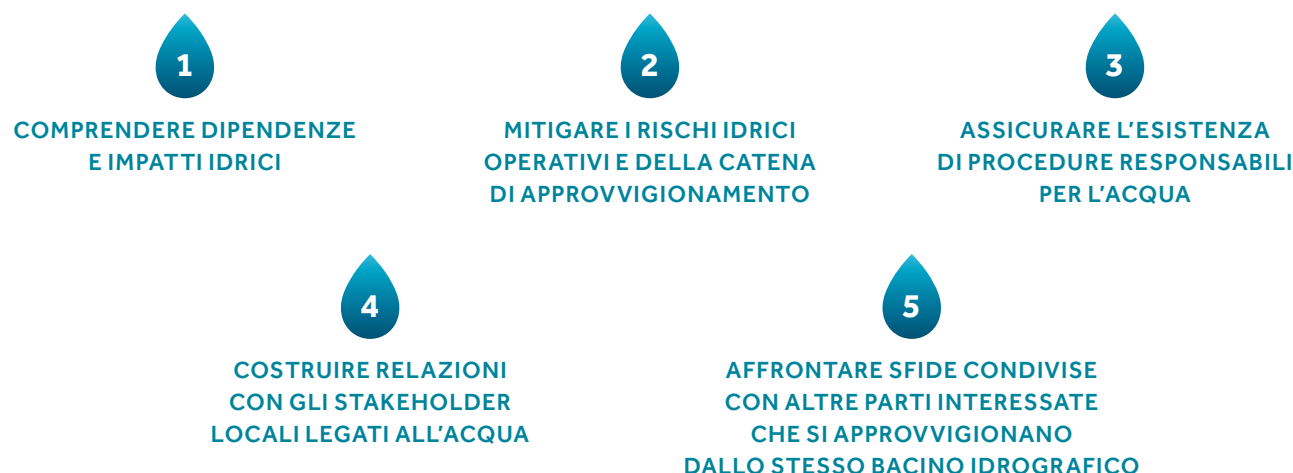 1
COMPRENDERE DIPENDENZE
E IMPATTI IDRICI
2
MITIGARE I RISCHI IDRICI
OPERATIVI E DELLA CATENA
DI APPROVVIGIONAMENTO
3
ASSICURARE L'ESISTENZA
DI PROCEDURE RESPONSABILI
PER L'ACQUA
4
COSTRUIRE RELAZIONI
CON GLI STAKEHOLDER
LOCALI LEGATI ALL'ACQUA
5
AFFRONTARE SFIDE CONDIVISE
CON ALTRE PARTI INTERESSATE
CHE SI APPROVVIGIONANO
DALLO STESSO BACINO IDROGRAFICO